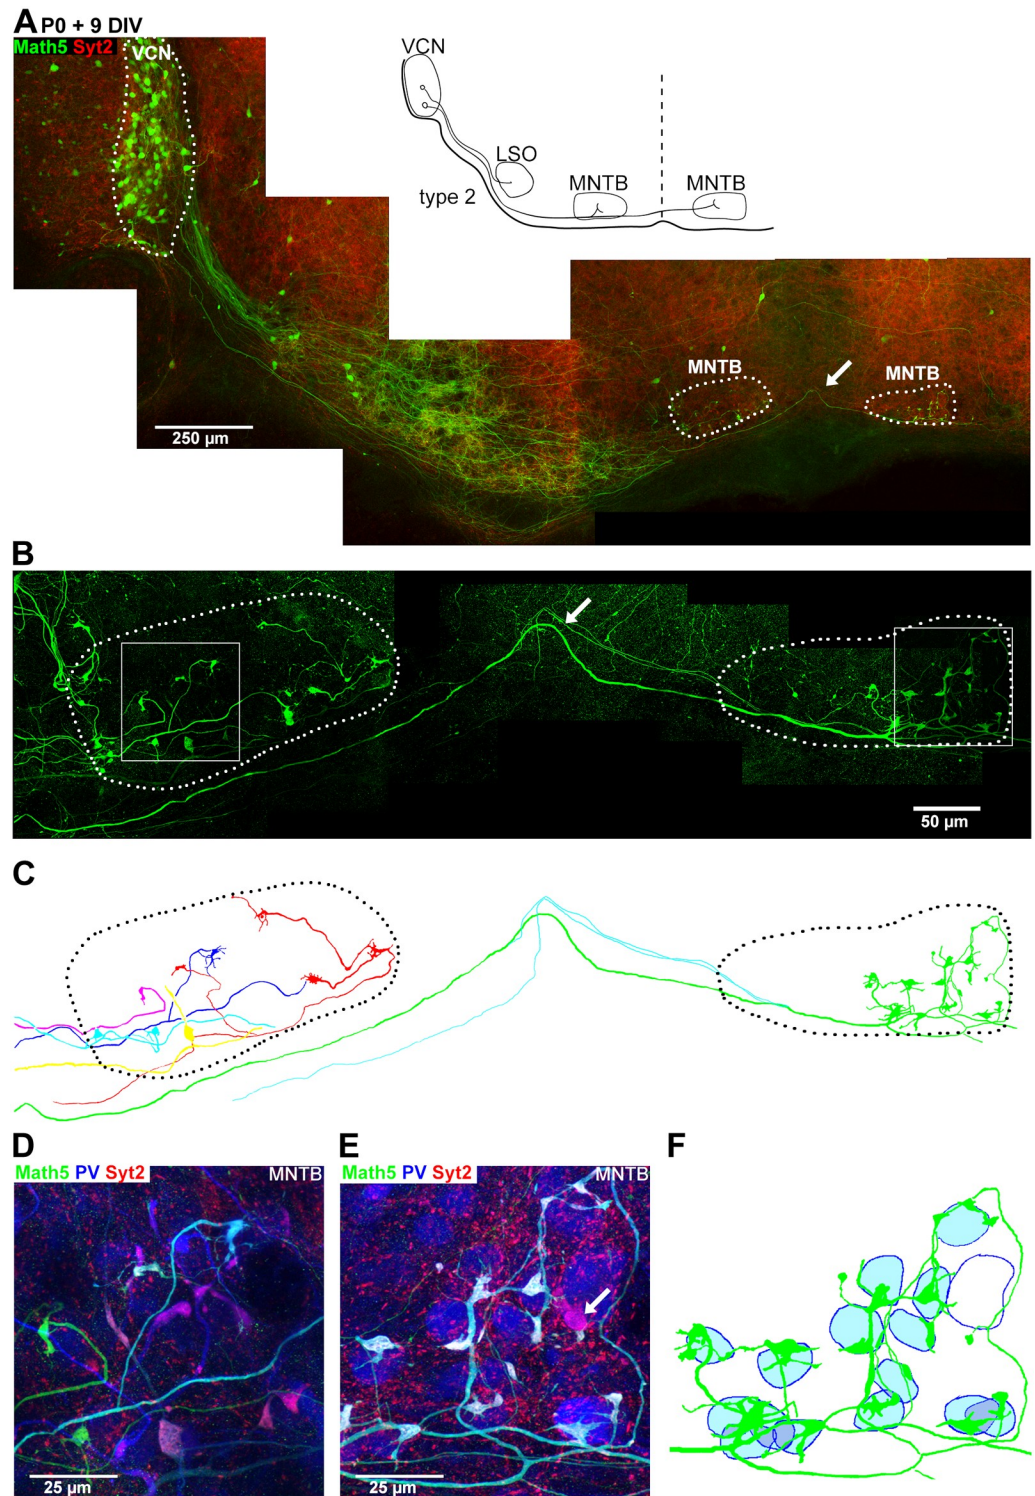 A P0 + 9 DIV
Math5 Syt2
VCN
VCN
LSO
MNTB
MNTB
type 2
MNTB
MNTB
250 µm
B
50 µm
C
D
Math5 PV Syt2
MNTB
25 µm
E
Math5 PV Syt2
MNTB
25 µm
F